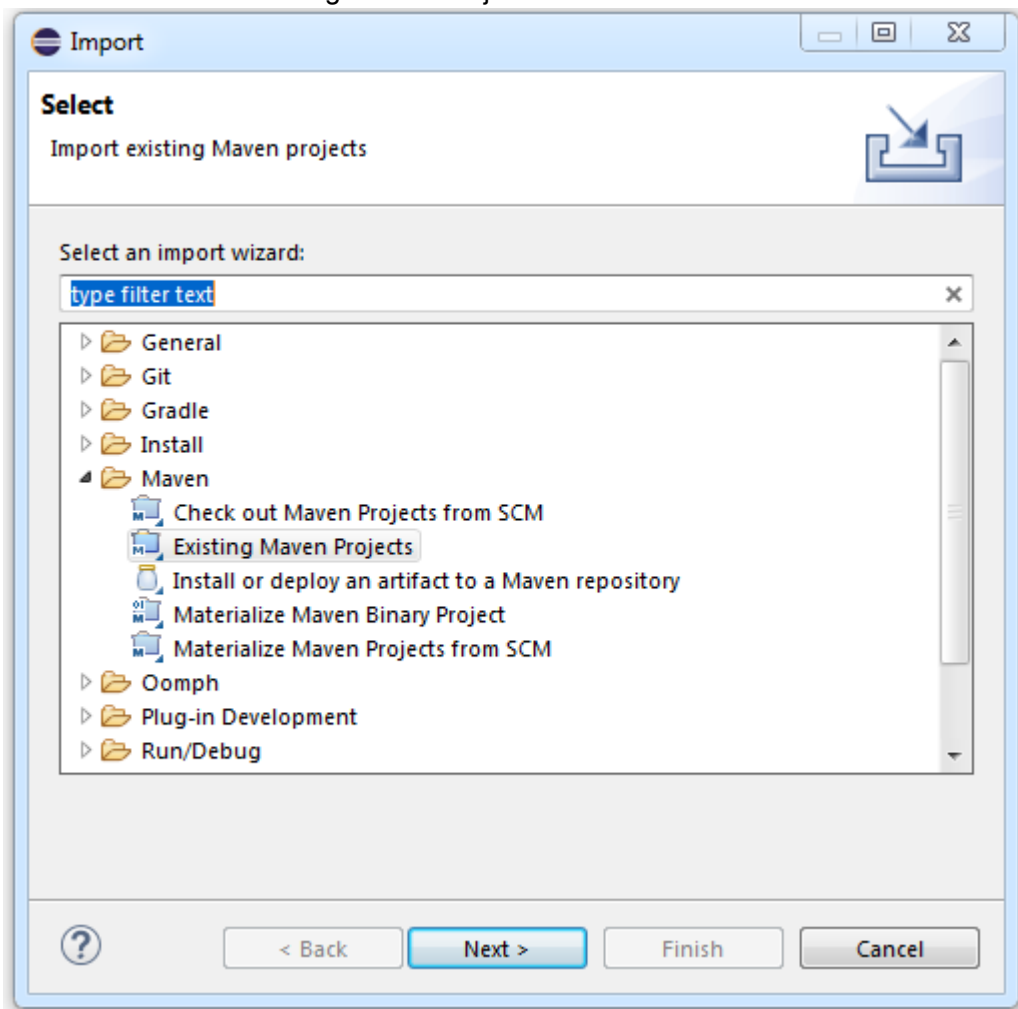 Import
Select
Import existing Maven projects
Select an import wizard:
type filter text
General
Git
Gradle
Install
Maven
Check out Maven Projects from SCM
Existing Maven Projects
Install or deploy an artifact to a Maven repository
Materialize Maven Binary Project
Materialize Maven Projects from SCM
Oomph
Plug-in Development
Run/Debug
< Back Next > Finish Cancel